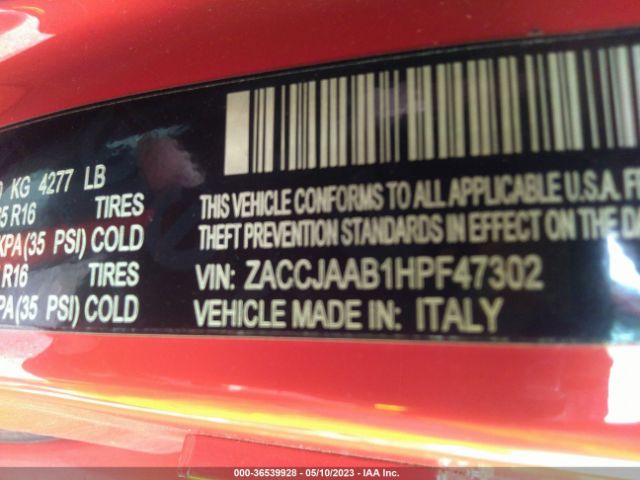 KG 4277 LB
R16 TIRES
KPA(35 PSI) COLD
R16 TIRES
KPA(35 PSI) COLD
THIS VEHICLE CONFORMS TO ALL APPLICABLE U.S.A.
THEFT PREVENTION STANDARDS IN EFFECT ON THE
VIN: ZACCJAAB1HPF47302
VEHICLE MADE IN: ITALY
000-36539928 - 05/10/2023 - IAA Inc.